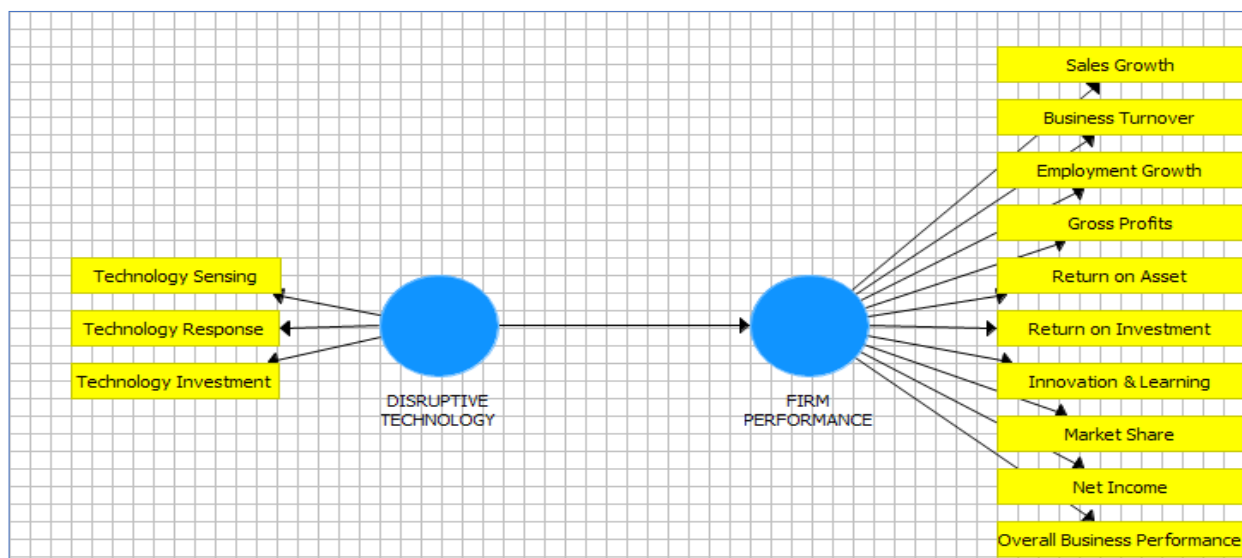 Technology Sensing
Technology Response
Technology Investment
DISRUPTIVE
TECHNOLOGY
FIRM
PERFORMANCE
Sales Growth
Business Turnover
Employment Growth
Gross Profits
Return on Asset
Return on Investment
Innovation & Learning
Market Share
Net Income
Overall Business Performance